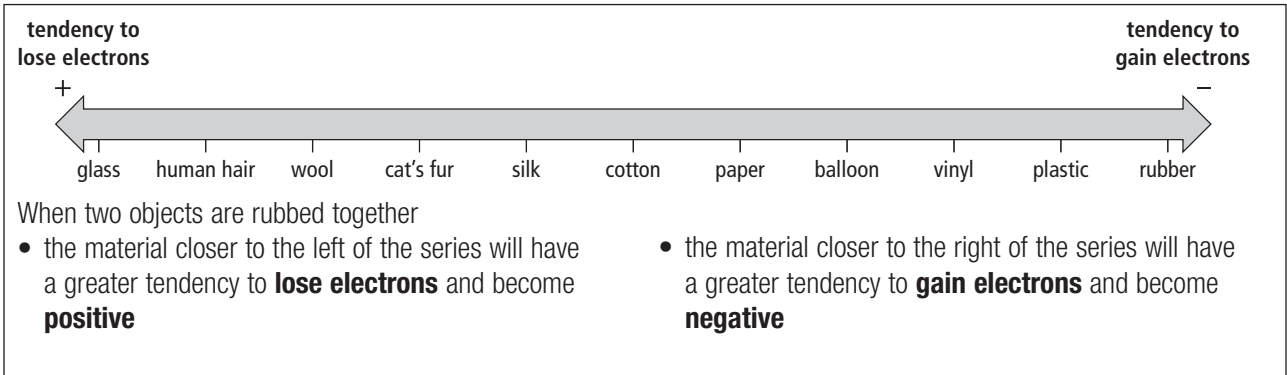 tendency to
lose electrons
+
tendency to
gain electrons
−
glass human hair wool cat's fur silk cotton paper balloon vinyl plastic rubber
When two objects are rubbed together
• the material closer to the left of the series will have
a greater tendency to lose electrons and become
positive
• the material closer to the right of the series will have
a greater tendency to gain electrons and become
negative